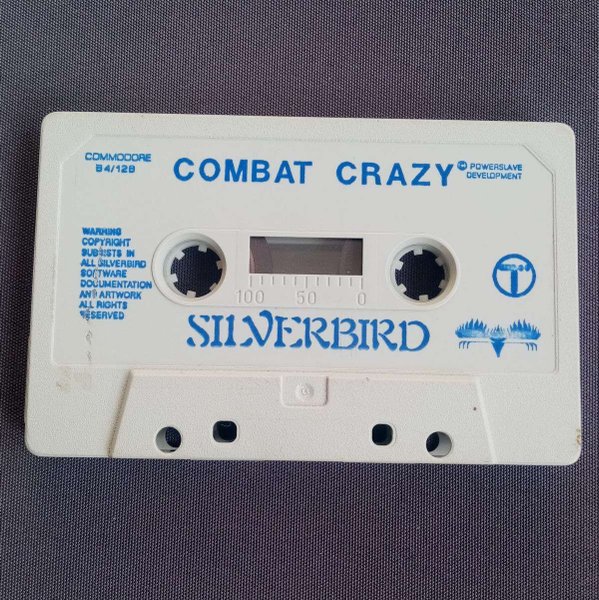 COMMODORE
64/128
COMBAT CRAZY
© POWERSLAVE
DEVELOPMENT
WARNING
COPYRIGHT
SUBSISTS IN
ALL SILVERBIRD
SOFTWARE
DOCUMENTATION
AND ARTWORK
ALL RIGHTS
RESERVED
100 50 0
SILVERBIRD